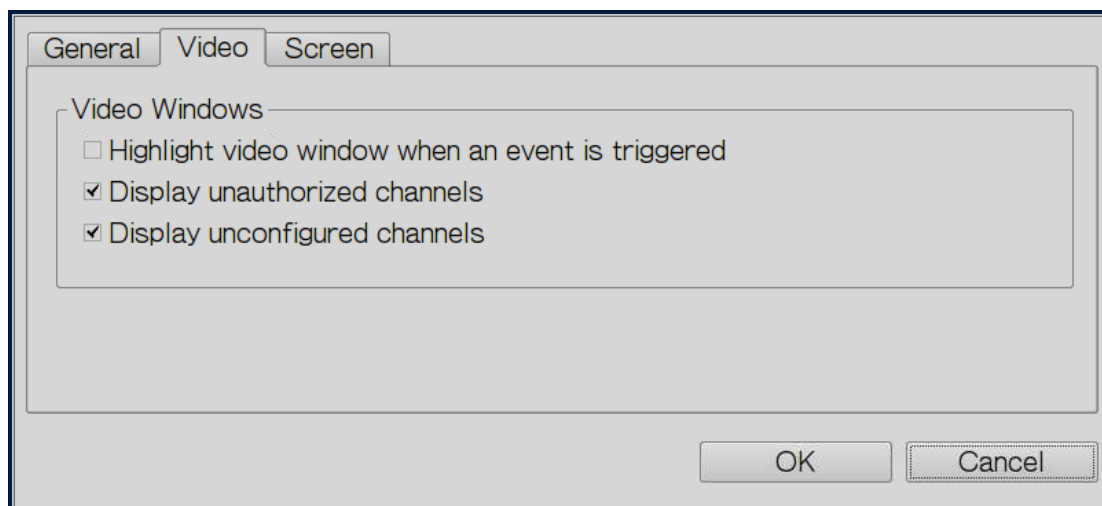 General Video Screen
Video Windows
Highlight video window when an event is triggered
Display unauthorized channels
Display unconfigured channels
OK Cancel